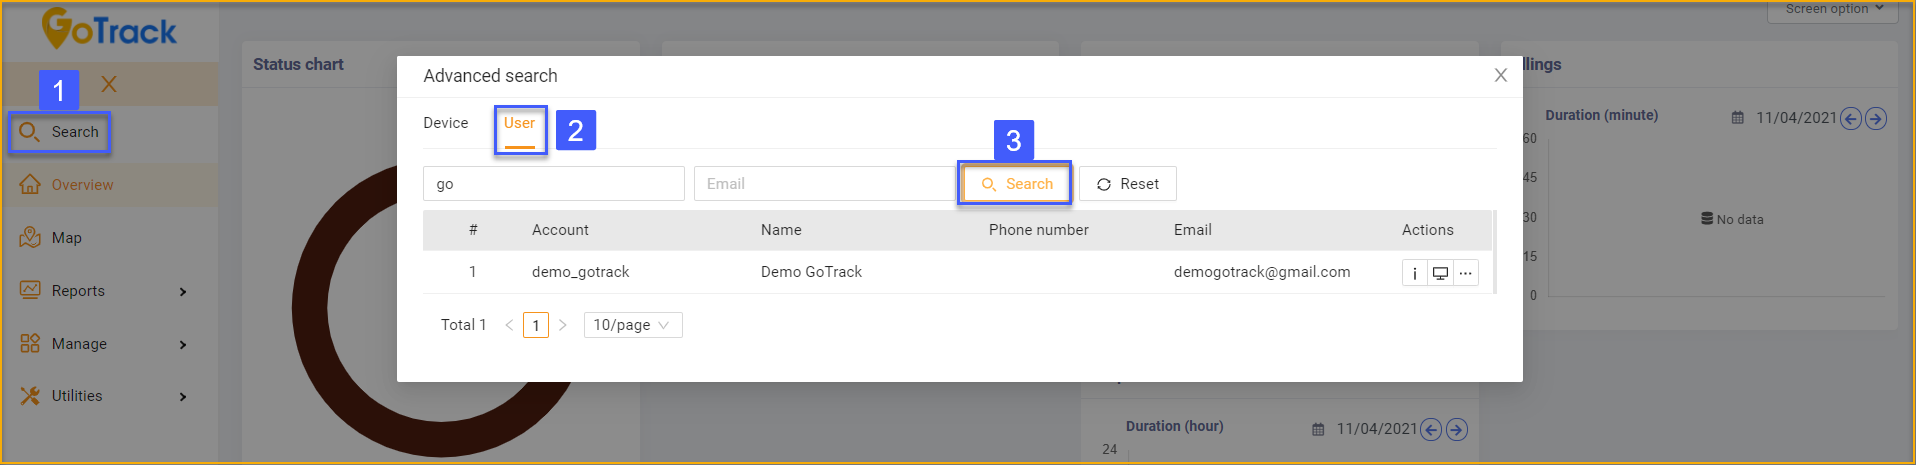 GoTrack
Screen option
1
Search
Overview
Map
Reports
Manage
Utilities
Status chart
Advanced search
Device
User
2
3
go
Email
Search
Reset
# Account Name Phone number Email Actions
1 demo_gotrack Demo GoTrack demogotrack@gmail.com
Total 1
1
10/page
llings
Duration (minute)
11/04/2021
60
45
30
15
0
No data
Duration (hour)
11/04/2021
24